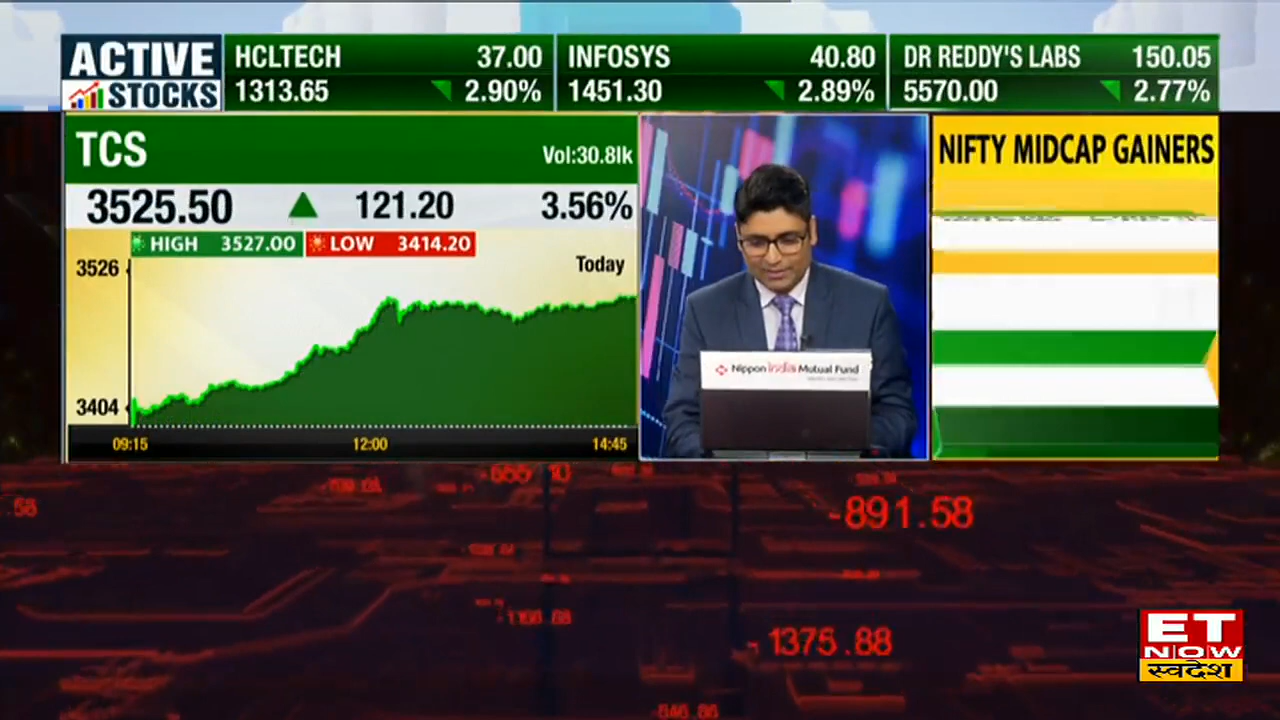 ACTIVE
STOCKS
HCLTECH 37.00
1313.65 2.90%
INFOSYS 40.80
1451.30 2.89%
DR REDDY'S LABS 150.05
5570.00 2.77%
TCS
Vol:30.8lk
3525.50 121.20 3.56%
HIGH 3527.00 LOW 3414.20
3526
Today
3404
09:15 12:00 14:45
Nippon india Mutual Fund
NIFTY MIDCAP GAINERS
-891.58
-1375.88
ET
NOW
स्वदेश